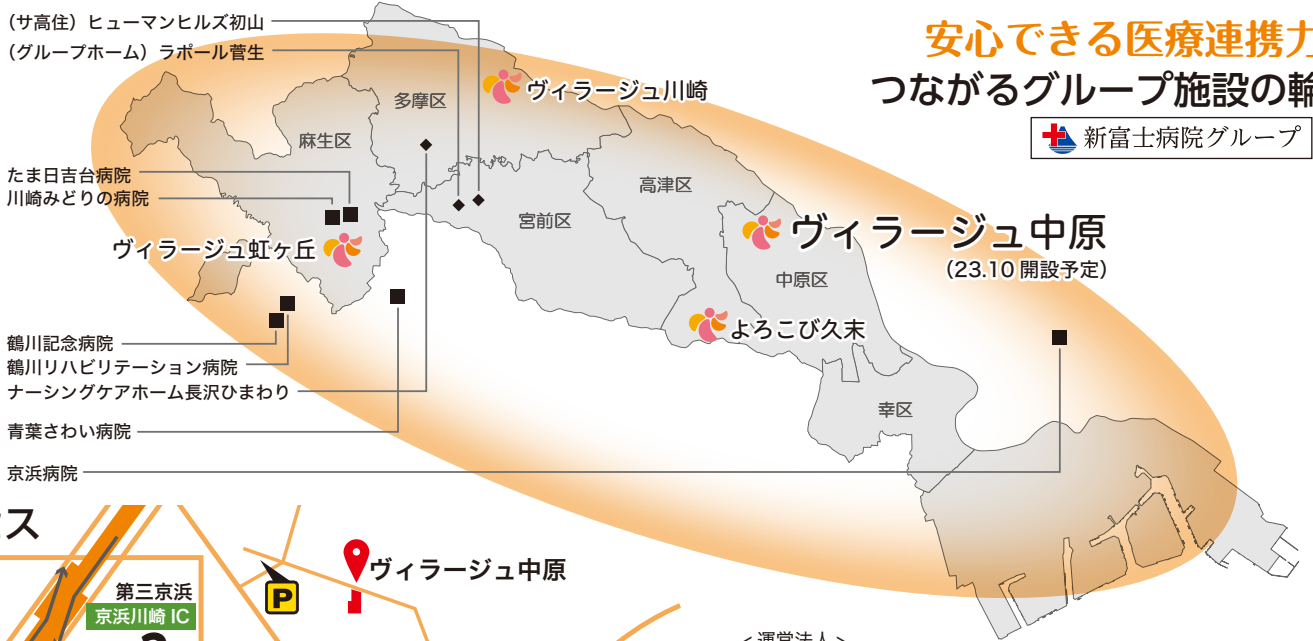 (サ高住) ヒューマンヒルズ初山
(グループホーム) ラポール菅生
安心できる医療連携力
つながるグループ施設の輪
新富士病院グループ
ヴィラージュ川崎
多摩区
麻生区
高津区
宮前区
たま日吉台病院
川崎みどりの病院
ヴィラージュ虹ヶ丘
ヴィラージュ中原
(23.10 開設予定)
中原区
よろこび久末
幸区
鶴川記念病院
鶴川リハビリテーション病院
ナーシングケアホーム長沢ひまわり
青葉さわい病院
京浜病院
ス
ヴィラージュ中原
P
第三京浜
京浜川崎 IC
<運営法人>